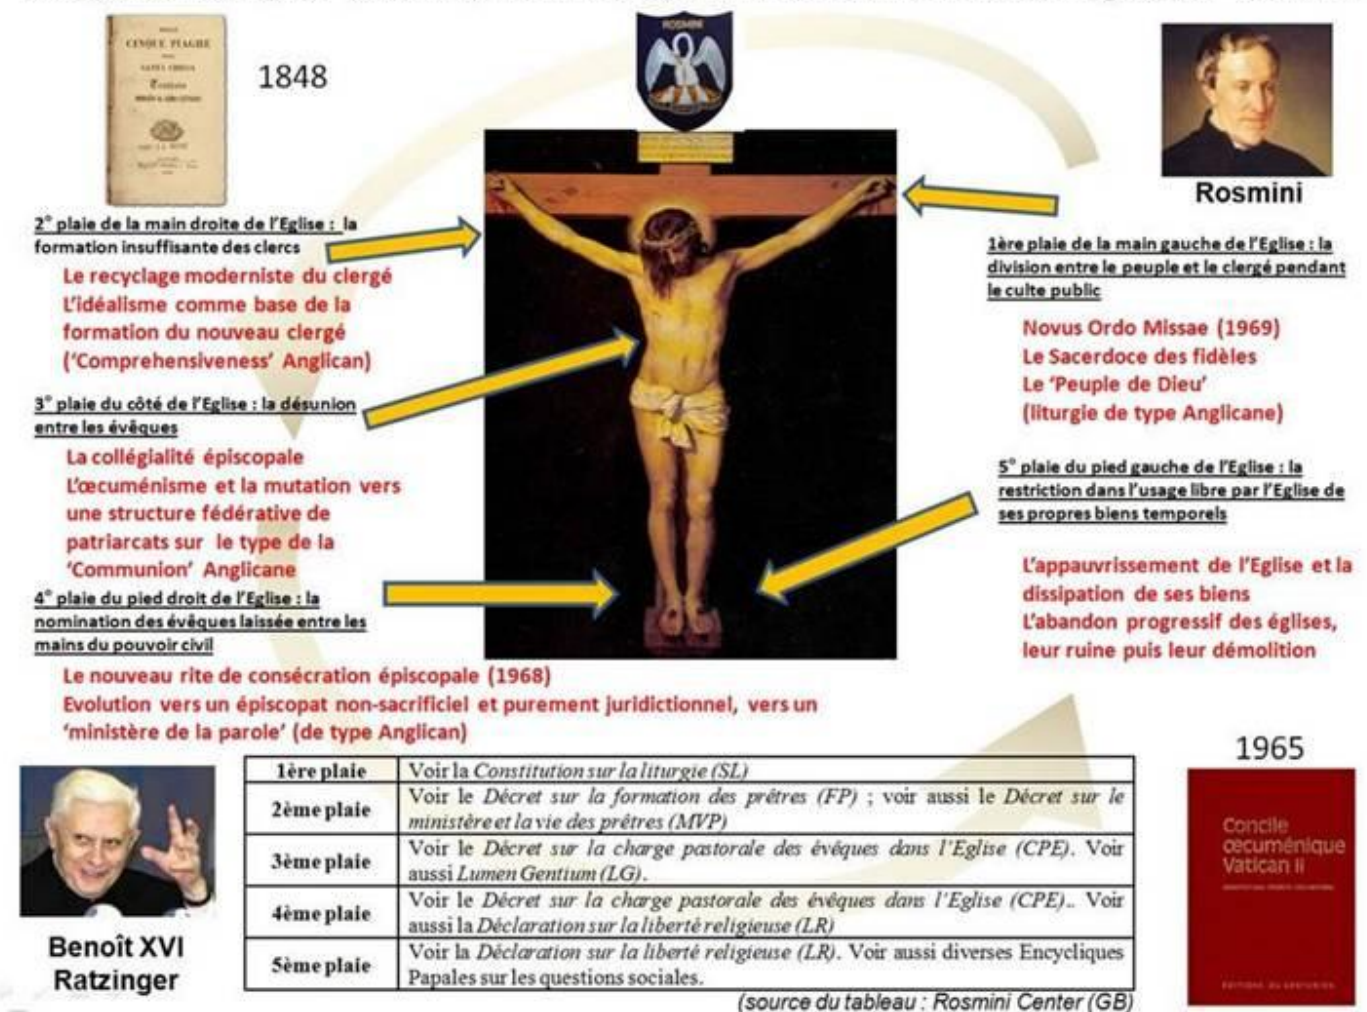 CINQUE PIAGHE
1848
ROSMINI
Rosmini
2° plaie de la main droite de l'Eglise : la
formation insuffisante des clercs
Le recyclage moderniste du clergé
L'idéalisme comme base de la
formation du nouveau clergé
('Comprehensiveness' Anglican)
3° plaie du côté de l'Eglise : la désunion
entre les évêques
La collégialité épiscopale
L'œcuménisme et la mutation vers
une structure fédérative de
patriarcats sur le type de la
'Communion' Anglicane
4° plaie du pied droit de l'Eglise : la
nomination des évêques laissée entre les
mains du pouvoir civil
Le nouveau rite de consécration épiscopale (1968)
Evolution vers un épiscopat non-sacrificiel et purement juridictionnel, vers un
'ministère de la parole' (de type Anglican)
1ère plaie de la main gauche de l'Eglise : la
division entre le peuple et le clergé pendant
le culte public
Novus Ordo Missae (1969)
Le Sacerdoce des fidèles
Le 'Peuple de Dieu'
(liturgie de type Anglicane)
5° plaie du pied gauche de l'Eglise : la
restriction dans l'usage libre par l'Eglise de
ses propres biens temporels
L'appauvrissement de l'Eglise et la
dissipation de ses biens
L'abandon progressif des églises,
leur ruine puis leur démolition
Benoît XVI
Ratzinger
1ère plaie Voir la Constitution sur la liturgie (SL)
2ème plaie Voir le Décret sur la formation des prêtres (FP) ; voir aussi le Décret sur le
ministère et la vie des prêtres (MVP)
3ème plaie Voir le Décret sur la charge pastorale des évêques dans l'Eglise (CPE). Voir
aussi Lumen Gentium (LG).
4ème plaie Voir le Décret sur la charge pastorale des évêques dans l'Eglise (CPE).. Voir
aussi la Déclaration sur la liberté religieuse (LR)
5ème plaie Voir la Déclaration sur la liberté religieuse (LR). Voir aussi diverses Encycliques
Papales sur les questions sociales.
(source du tableau : Rosmini Center (GB)
1965
Concile
œcuménique
Vatican II